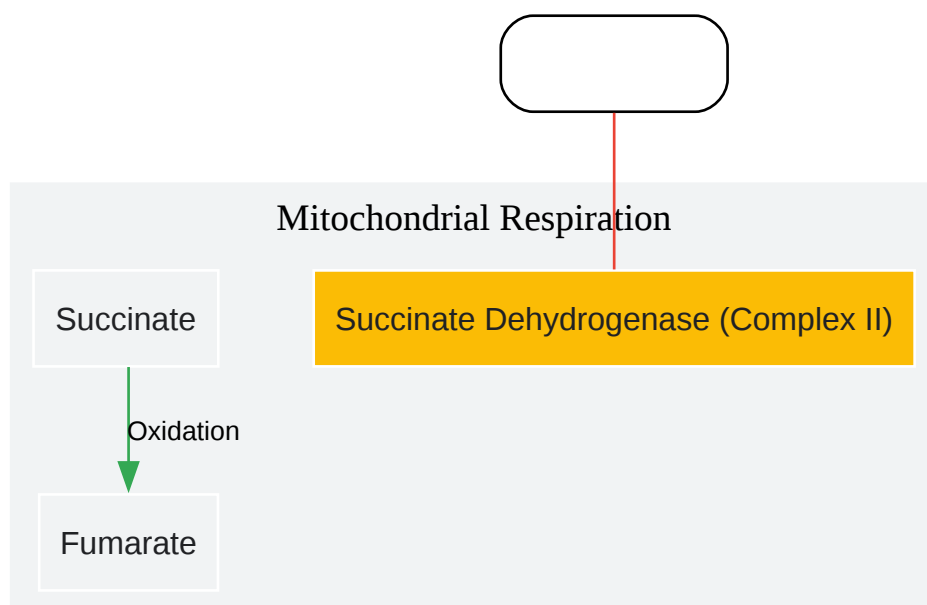 Mitochondrial Respiration
Succinate
Succinate Dehydrogenase (Complex II)
Oxidation
Fumarate